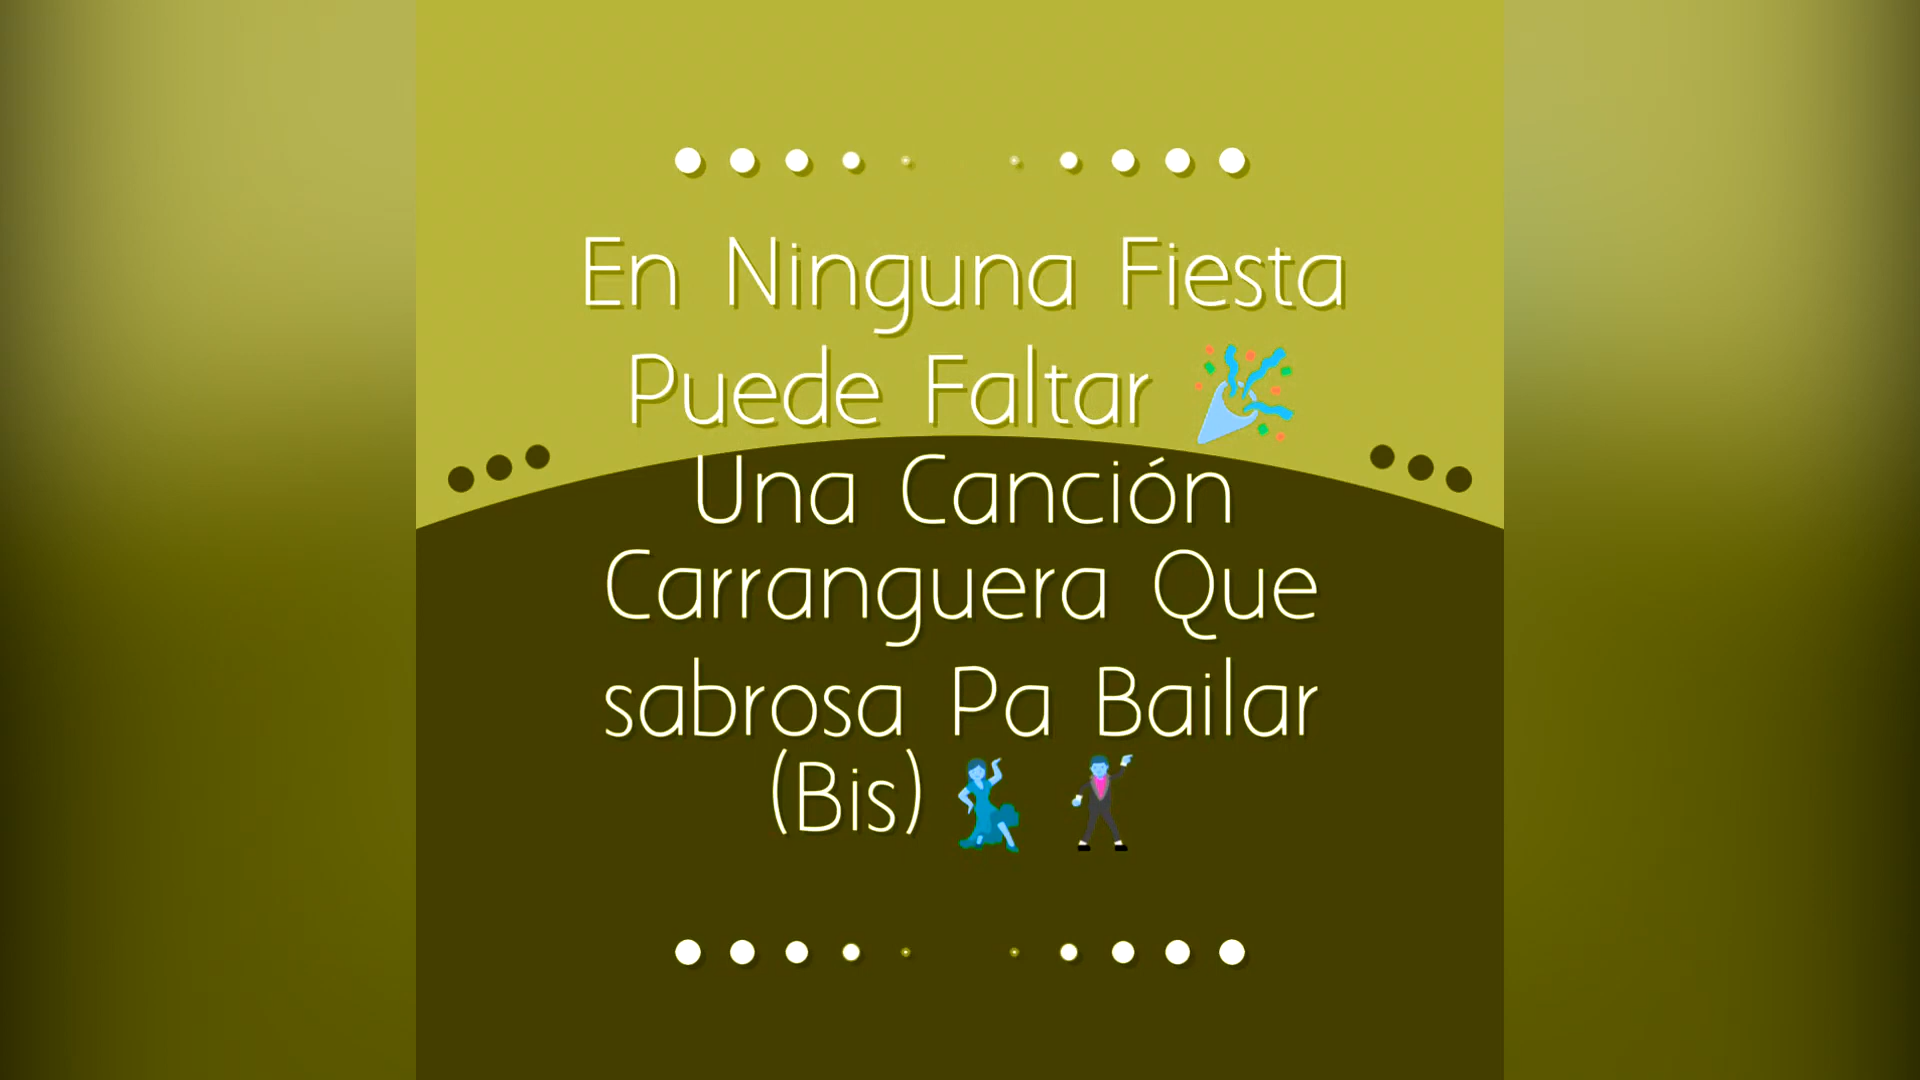 En Ninguna Fiesta
Puede Faltar 🎉
Una Canción
Carranguera Que
sabrosa Pa Bailar
(Bis) 💃 🕺